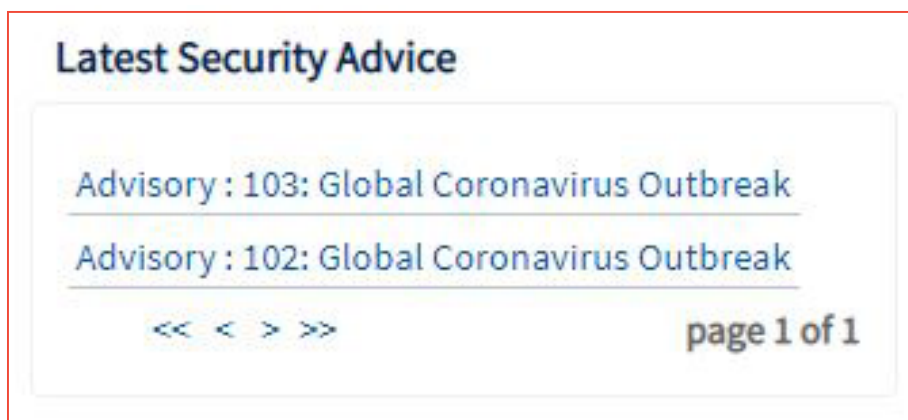 Latest Security Advice
Advisory : 103: Global Coronavirus Outbreak
Advisory : 102: Global Coronavirus Outbreak
<< < > >> page 1 of 1